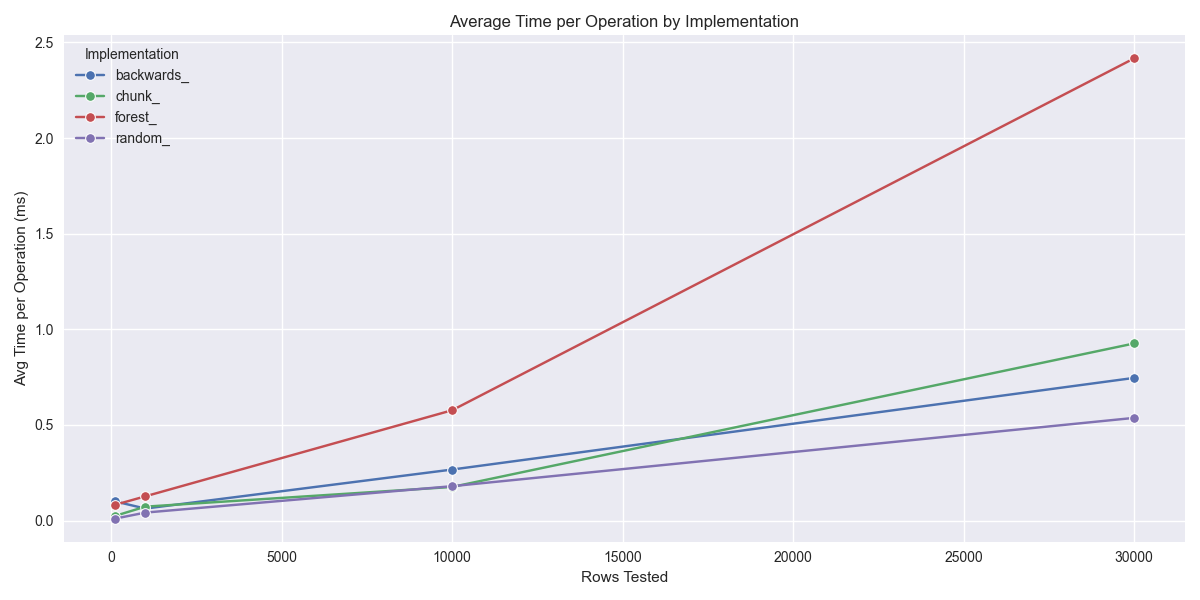 Average Time per Operation by Implementation
Implementation
backwards_
chunk_
forest_
random_
2.5
2.0
1.5
1.0
0.5
0.0
Avg Time per Operation (ms)
0 5000 10000 15000 20000 25000 30000
Rows Tested